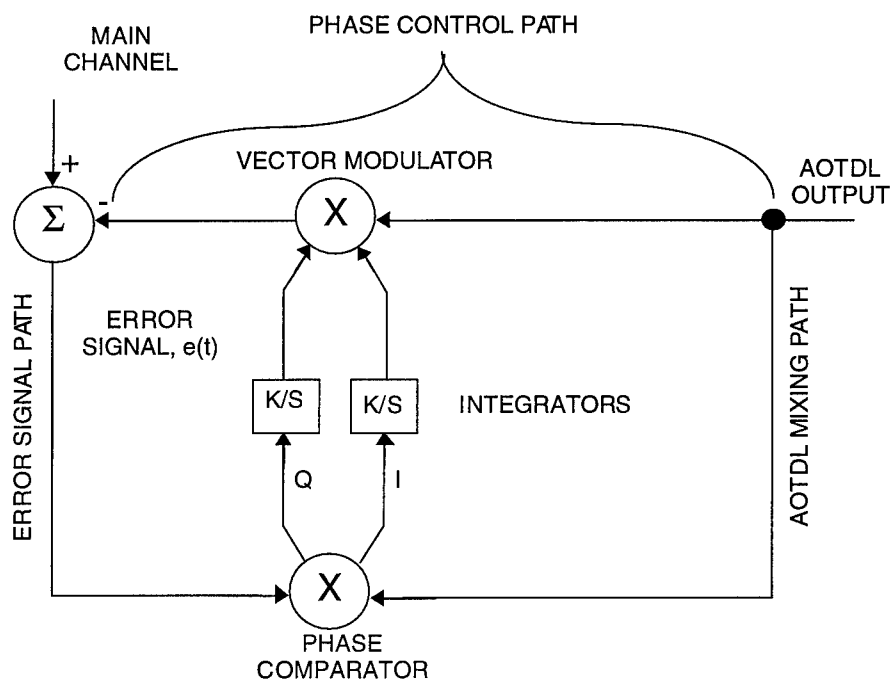 PHASE CONTROL PATH
MAIN
CHANNEL
+
-
VECTOR MODULATOR
AOTDL
OUTPUT
Σ
X
ERROR SIGNAL PATH
ERROR
SIGNAL, e(t)
K/S
K/S
INTEGRATORS
AOTDL MIXING PATH
Q
I
X
PHASE
COMPARATOR